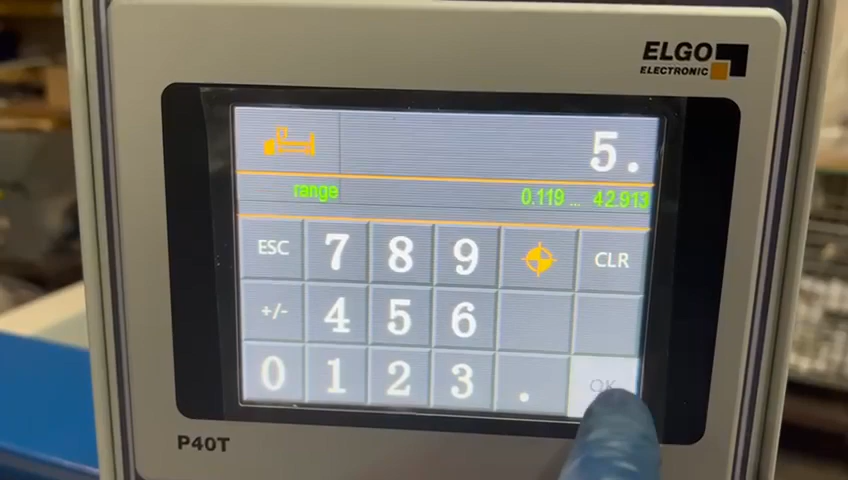 ELGO
ELECTRONIC
5.
range 0.119 ... 42.913
ESC 7 8 9 CLR
+/- 4 5 6
0 1 2 3 . OK
P40T